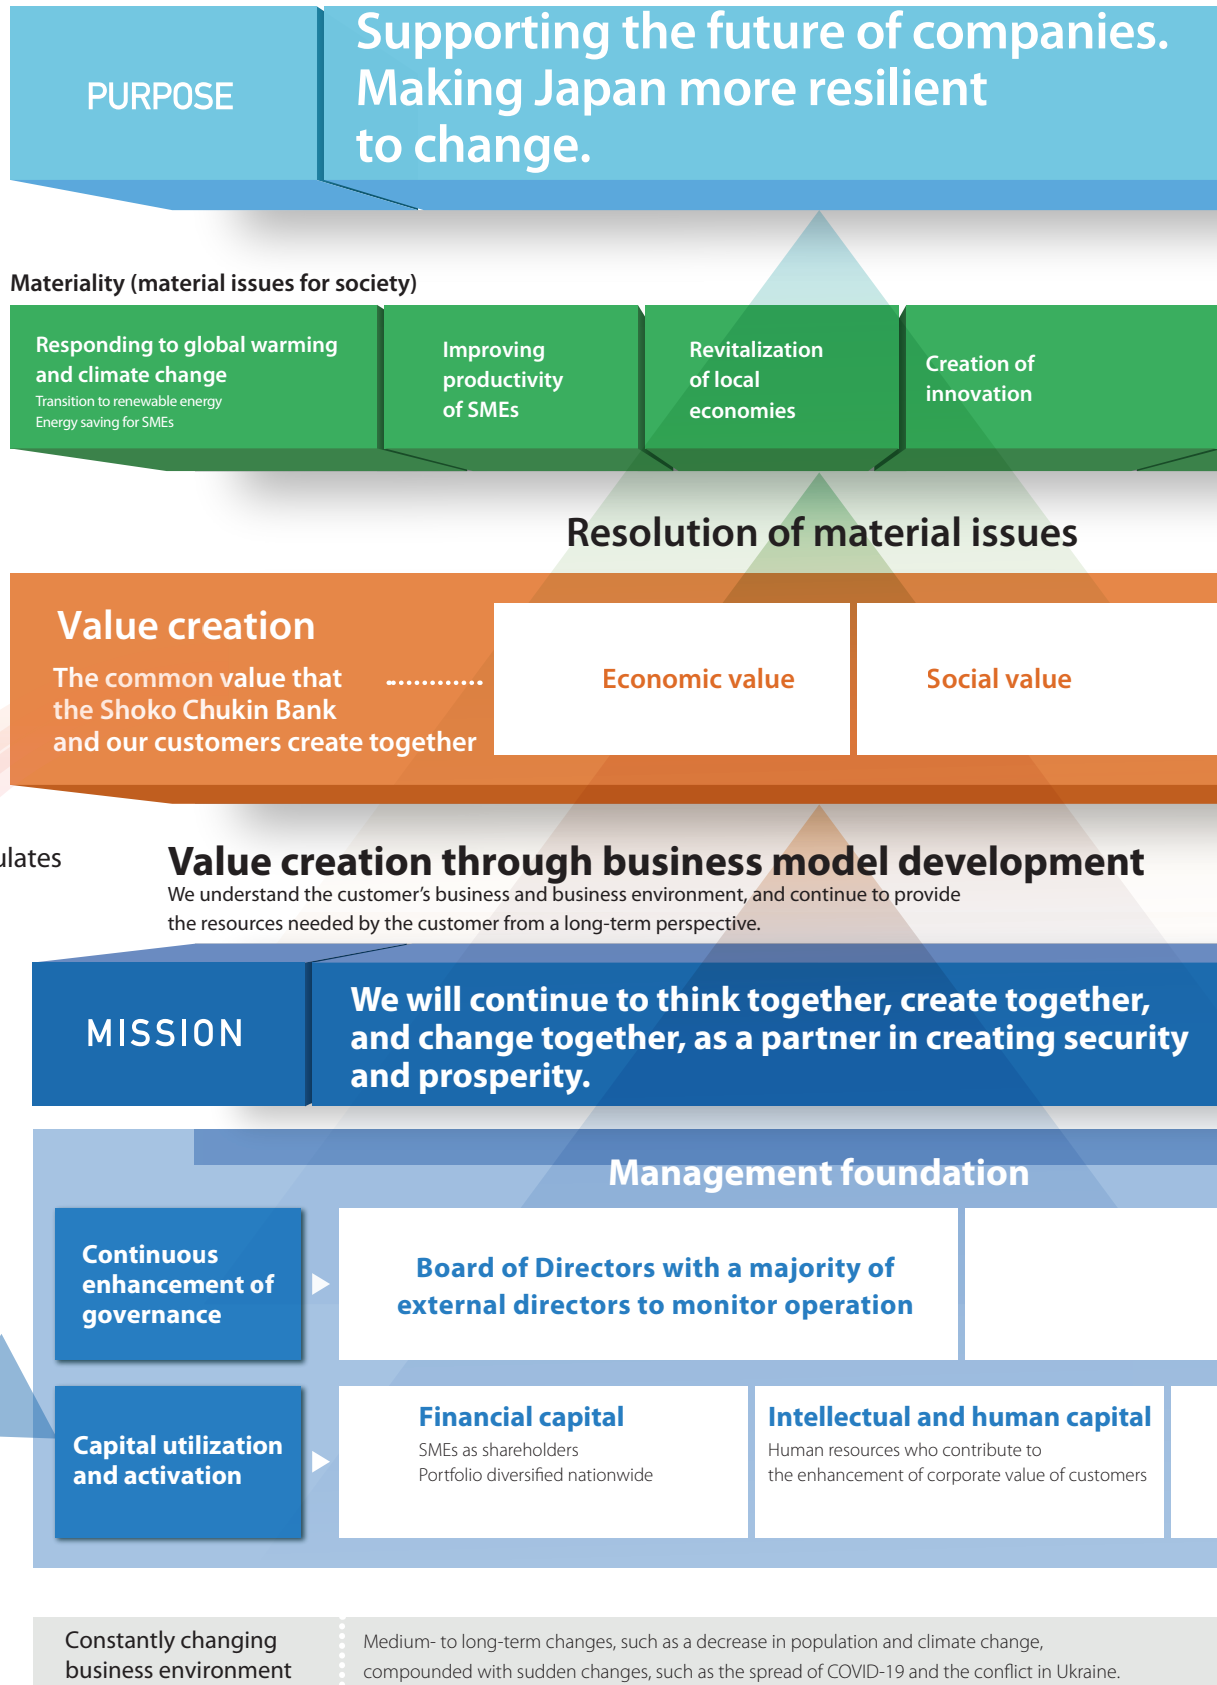 PURPOSE
Supporting the future of companies.
Making Japan more resilient
to change.
Materiality (material issues for society)
Responding to global warming
and climate change
Transition to renewable energy
Energy saving for SMEs
Improving
productivity
of SMEs
Revitalization
of local
economies
Creation of
innovation
Resolution of material issues
Value creation
The common value that
the Shoko Chukin Bank
and our customers create together
Economic value
Social value
ulates
Value creation through business model development
We understand the customer's business and business environment, and continue to provide
the resources needed by the customer from a long-term perspective.
MISSION
We will continue to think together, create together,
and change together, as a partner in creating security
and prosperity.
Management foundation
Continuous
enhancement of
governance
Board of Directors with a majority of
external directors to monitor operation
Capital utilization
and activation
Financial capital
SMEs as shareholders
Portfolio diversified nationwide
Intellectual and human capital
Human resources who contribute to
the enhancement of corporate value of customers
Constantly changing
business environment
Medium- to long-term changes, such as a decrease in population and climate change,
compounded with sudden changes, such as the spread of COVID-19 and the conflict in Ukraine.